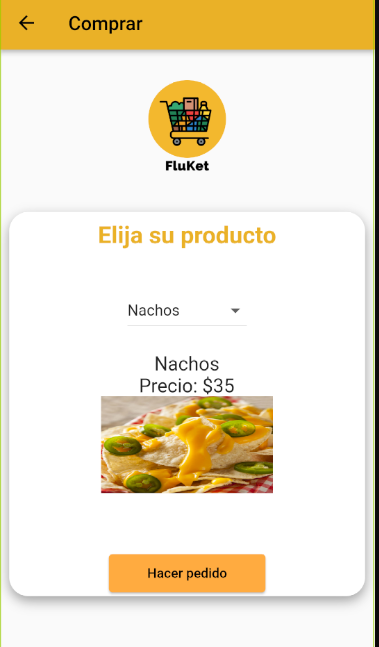 Comprar
FluKet
Elija su producto
Nachos
Nachos
Precio: $35
Hacer pedido